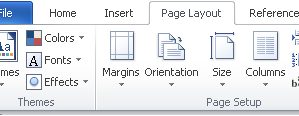 File Home Insert Page Layout Reference
Colors
Fonts
Effects
Themes
Margins Orientation Size Columns
Page Setup